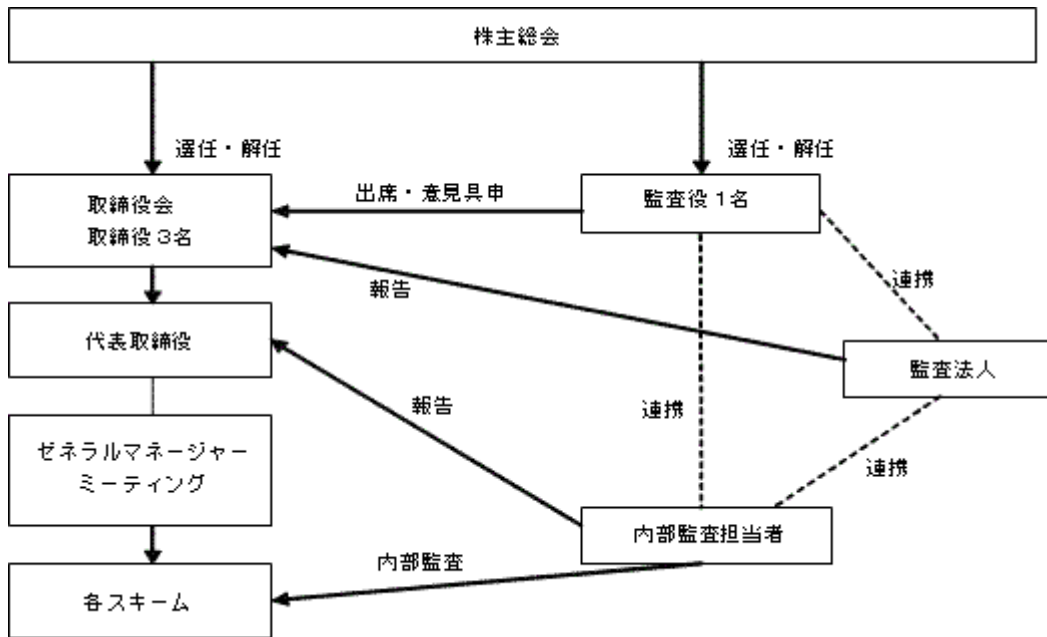 株主総会
選任・解任
選任・解任
取締役会
取締役3名
出席・意見具申
監査役1名
報告
連携
代表取締役
監査法人
報告
連携
連携
ゼネラルマネージャー
ミーティング
内部監査担当者
内部監査
各スキーム